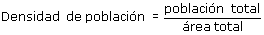 Densidad de población = población total / área total